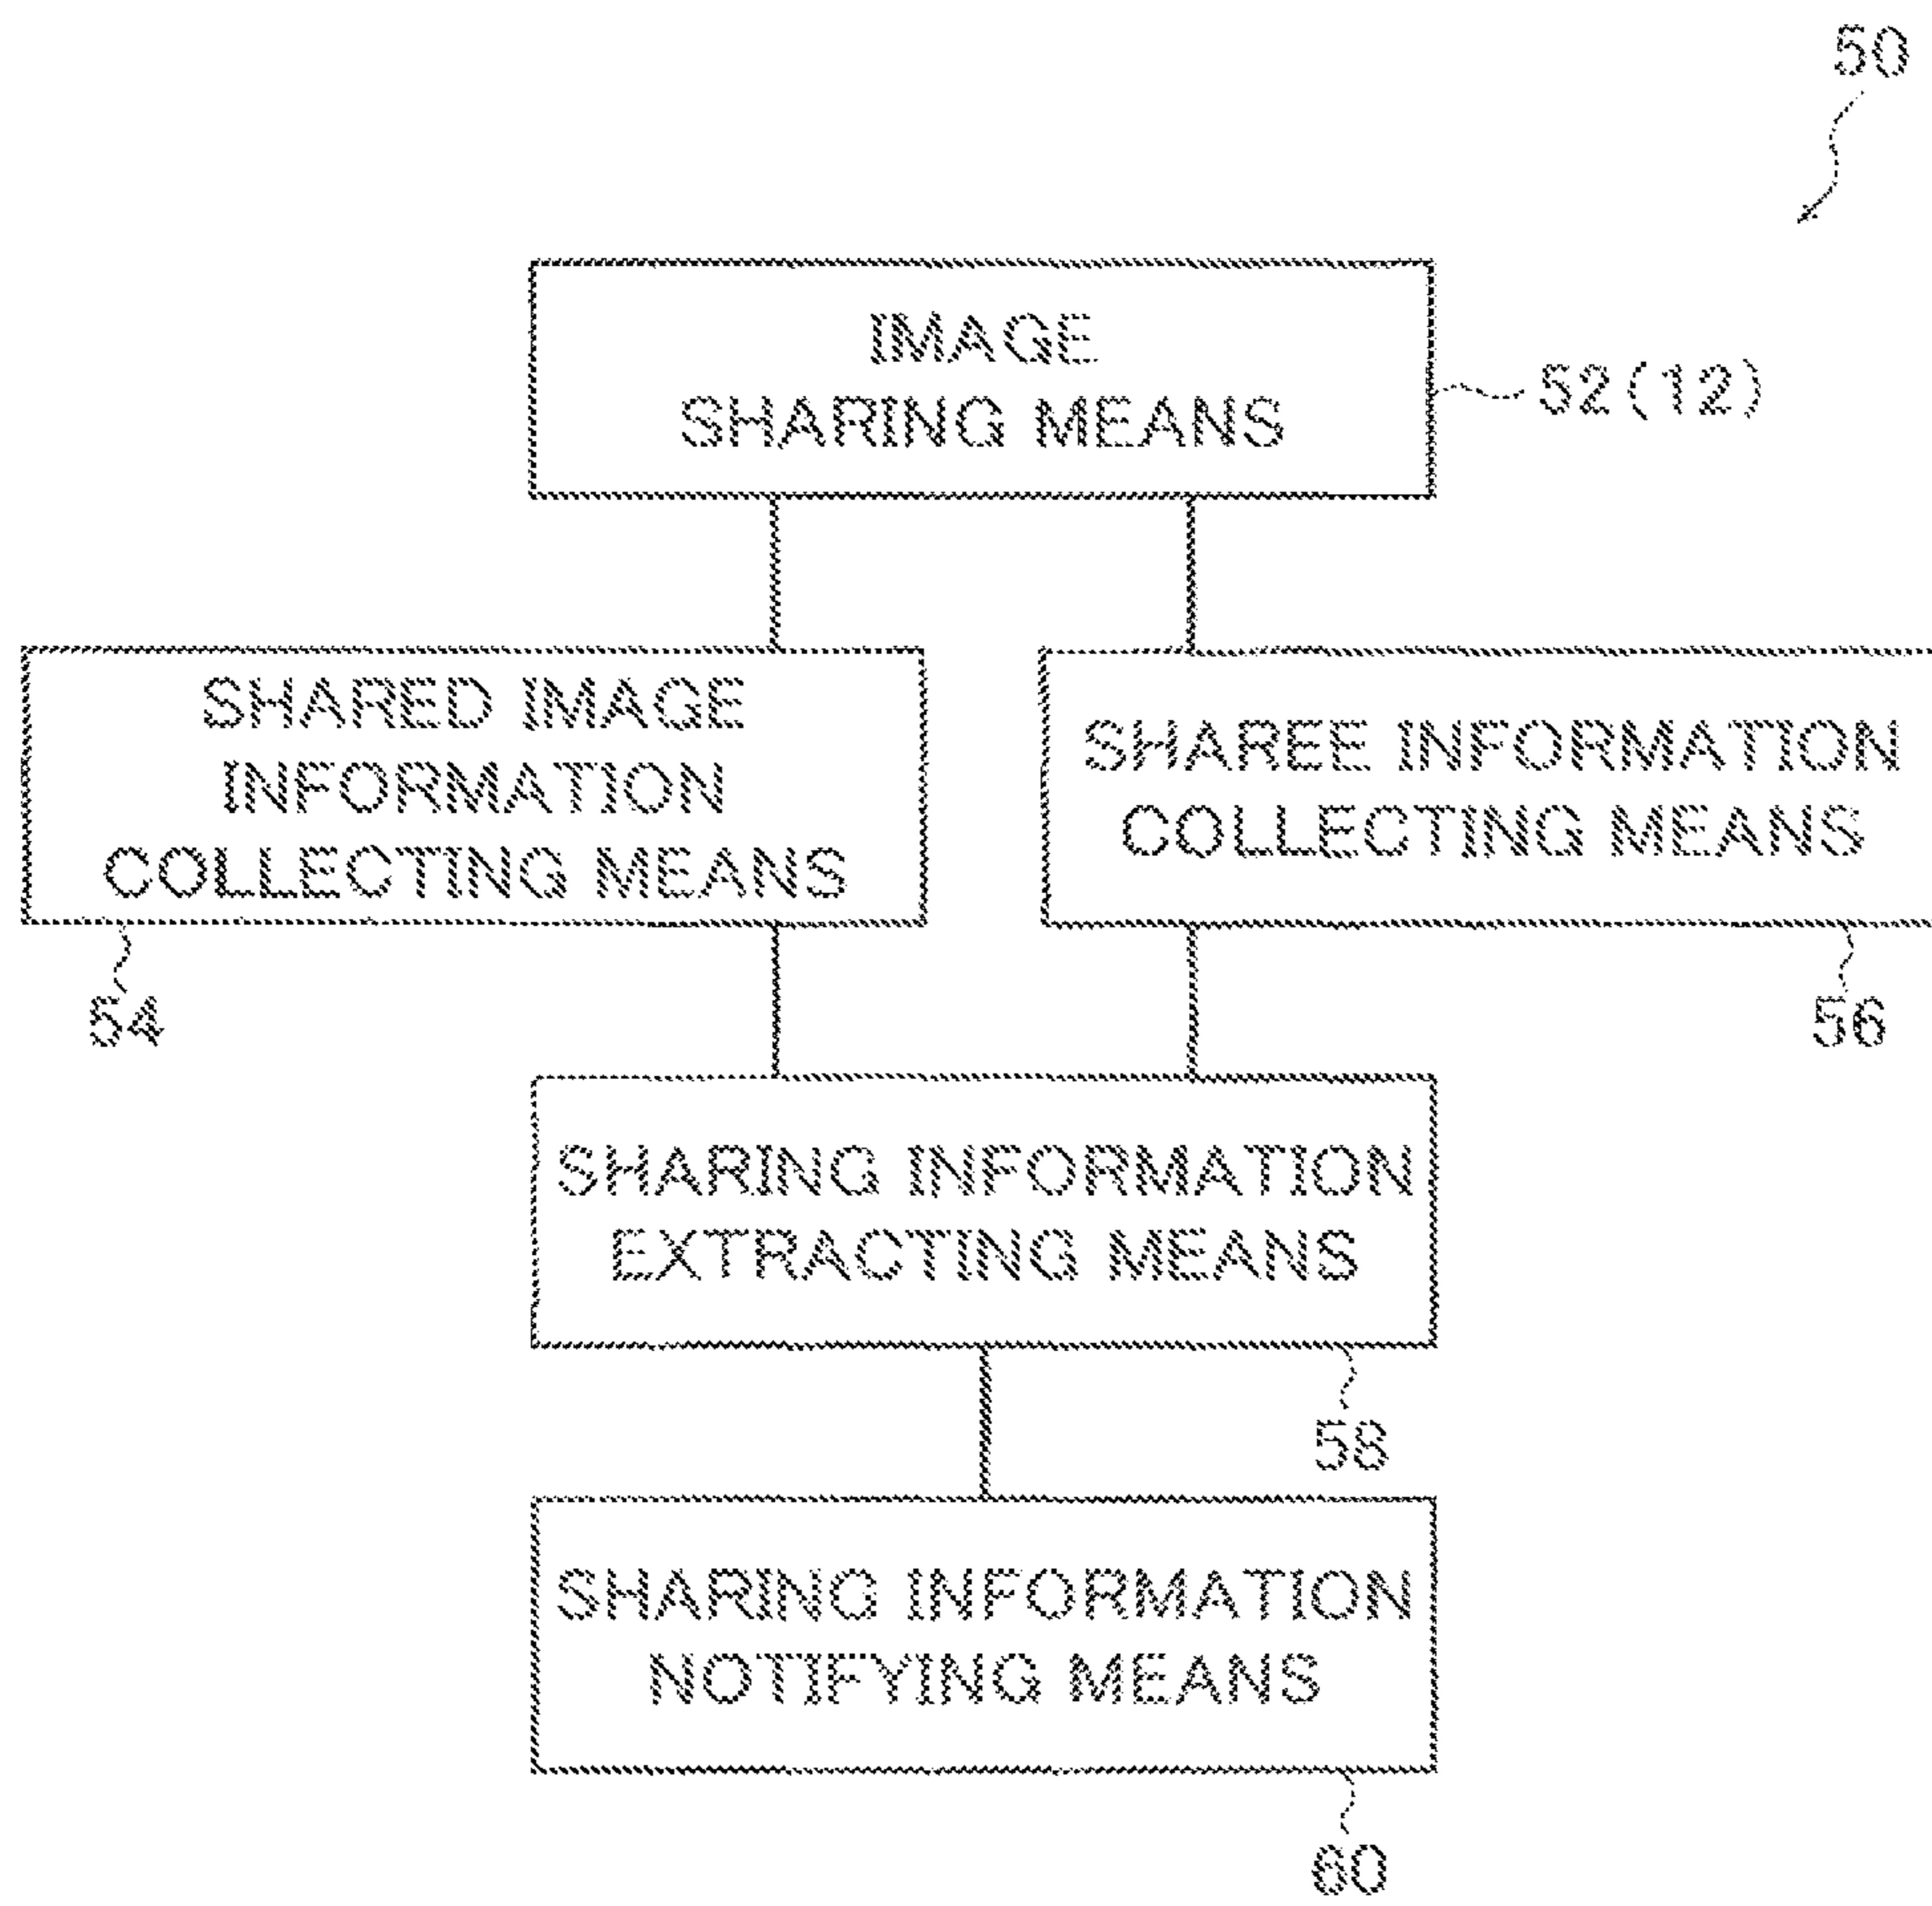 50
IMAGE
SHARING MEANS
52(12)
SHARED IMAGE
INFORMATION
COLLECTING MEANS
SHAREE INFORMATION
COLLECTING MEANS
54
56
SHARING INFORMATION
EXTRACTING MEANS
58
SHARING INFORMATION
NOTIFYING MEANS
60